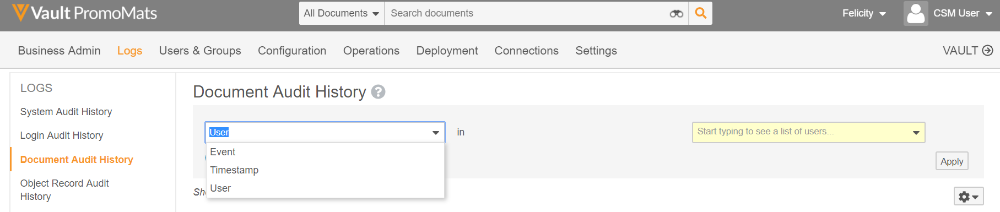 Vault PromoMats
All Documents
Search documents
Felicity
CSM User
Business Admin
Logs
Users & Groups
Configuration
Operations
Deployment
Connections
Settings
VAULT
LOGS
System Audit History
Login Audit History
Document Audit History
Object Record Audit
History
Document Audit History ?
User
in
Start typing to see a list of users...
Event
Timestamp
User
Apply